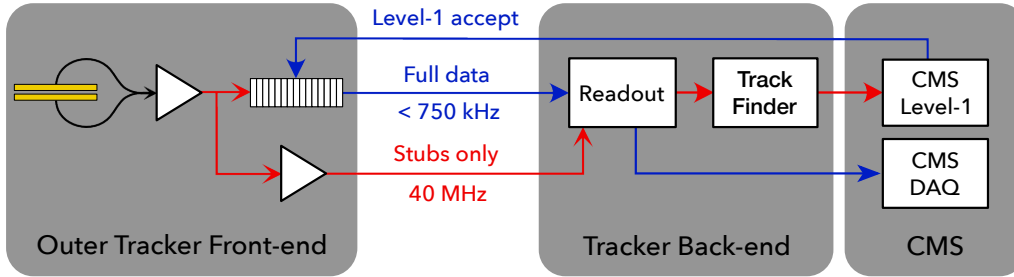 Level-1 accept
Full data
< 750 kHz
Stubs only
40 MHz
Readout
Track
Finder
CMS
Level-1
CMS
DAQ
Outer Tracker Front-end
Tracker Back-end
CMS